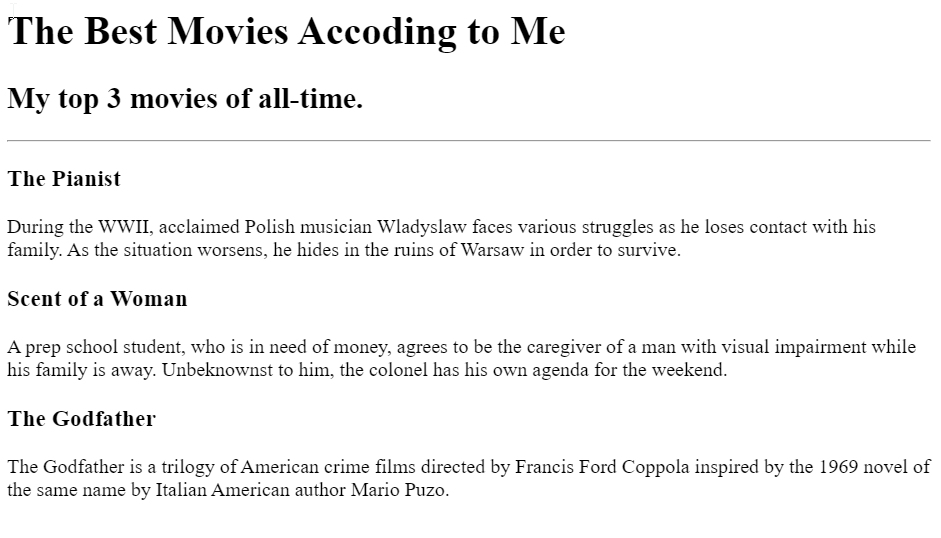 The Best Movies Accoding to Me
My top 3 movies of all-time.
The Pianist
During the WWII, acclaimed Polish musician Wladyslaw faces various struggles as he loses contact with his
family. As the situation worsens, he hides in the ruins of Warsaw in order to survive.
Scent of a Woman
A prep school student, who is in need of money, agrees to be the caregiver of a man with visual impairment while
his family is away. Unbeknownst to him, the colonel has his own agenda for the weekend.
The Godfather
The Godfather is a trilogy of American crime films directed by Francis Ford Coppola inspired by the 1969 novel of
the same name by Italian American author Mario Puzo.